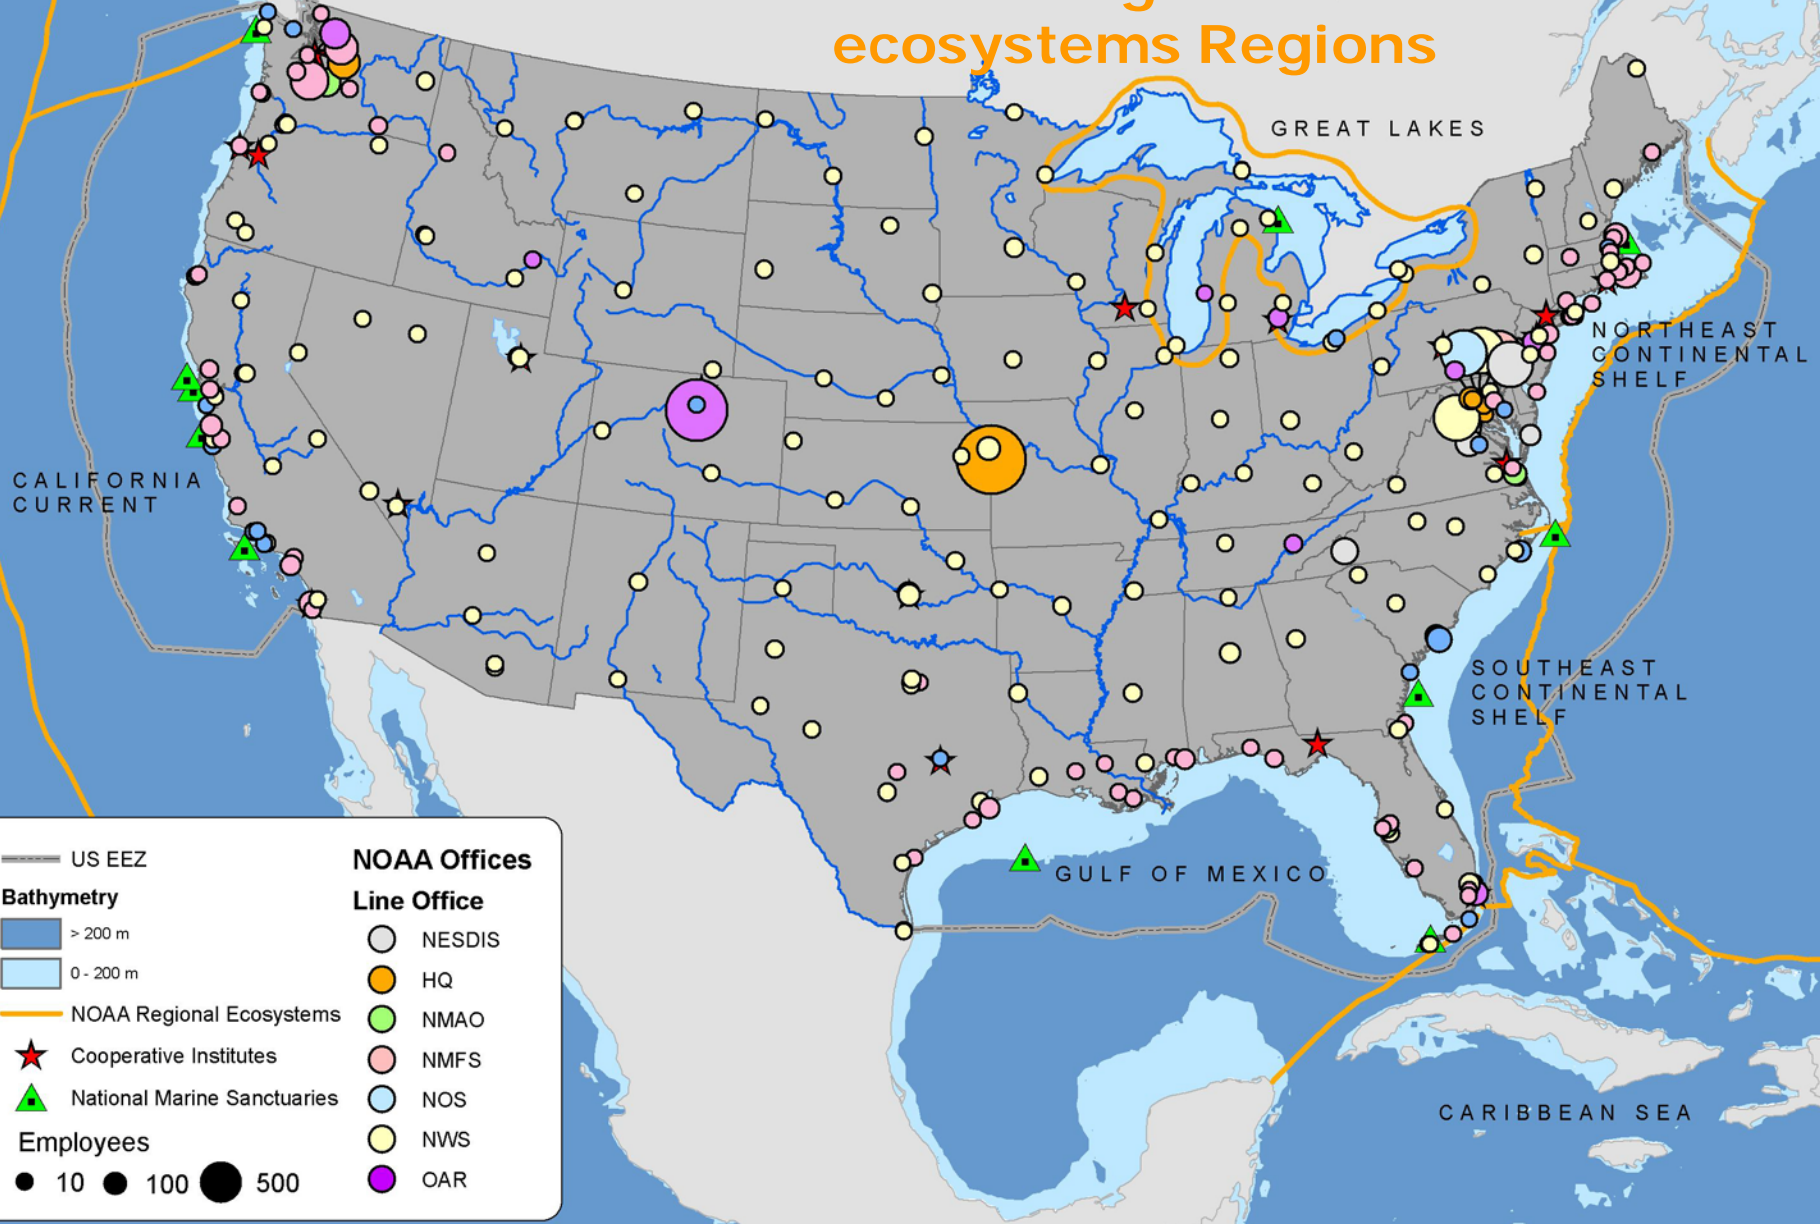 ecosystems Regions
GREAT LAKES
NORTHEAST
CONTINENTAL
SHELF
CALIFORNIA
CURRENT
SOUTHEAST
CONTINENTAL
SHELF
GULF OF MEXICO
CARIBBEAN SEA
US EEZ
Bathymetry
> 200 m
0 - 200 m
NOAA Regional Ecosystems
Cooperative Institutes
National Marine Sanctuaries
Employees
10 100 500
NOAA Offices
Line Office
NESDIS
HQ
NMAO
NMFS
NOS
NWS
OAR